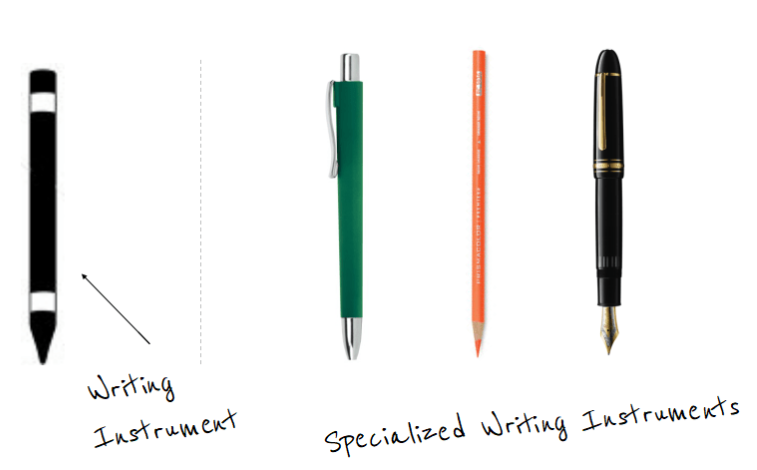 Writing
Instrument
Specialized Writing Instruments